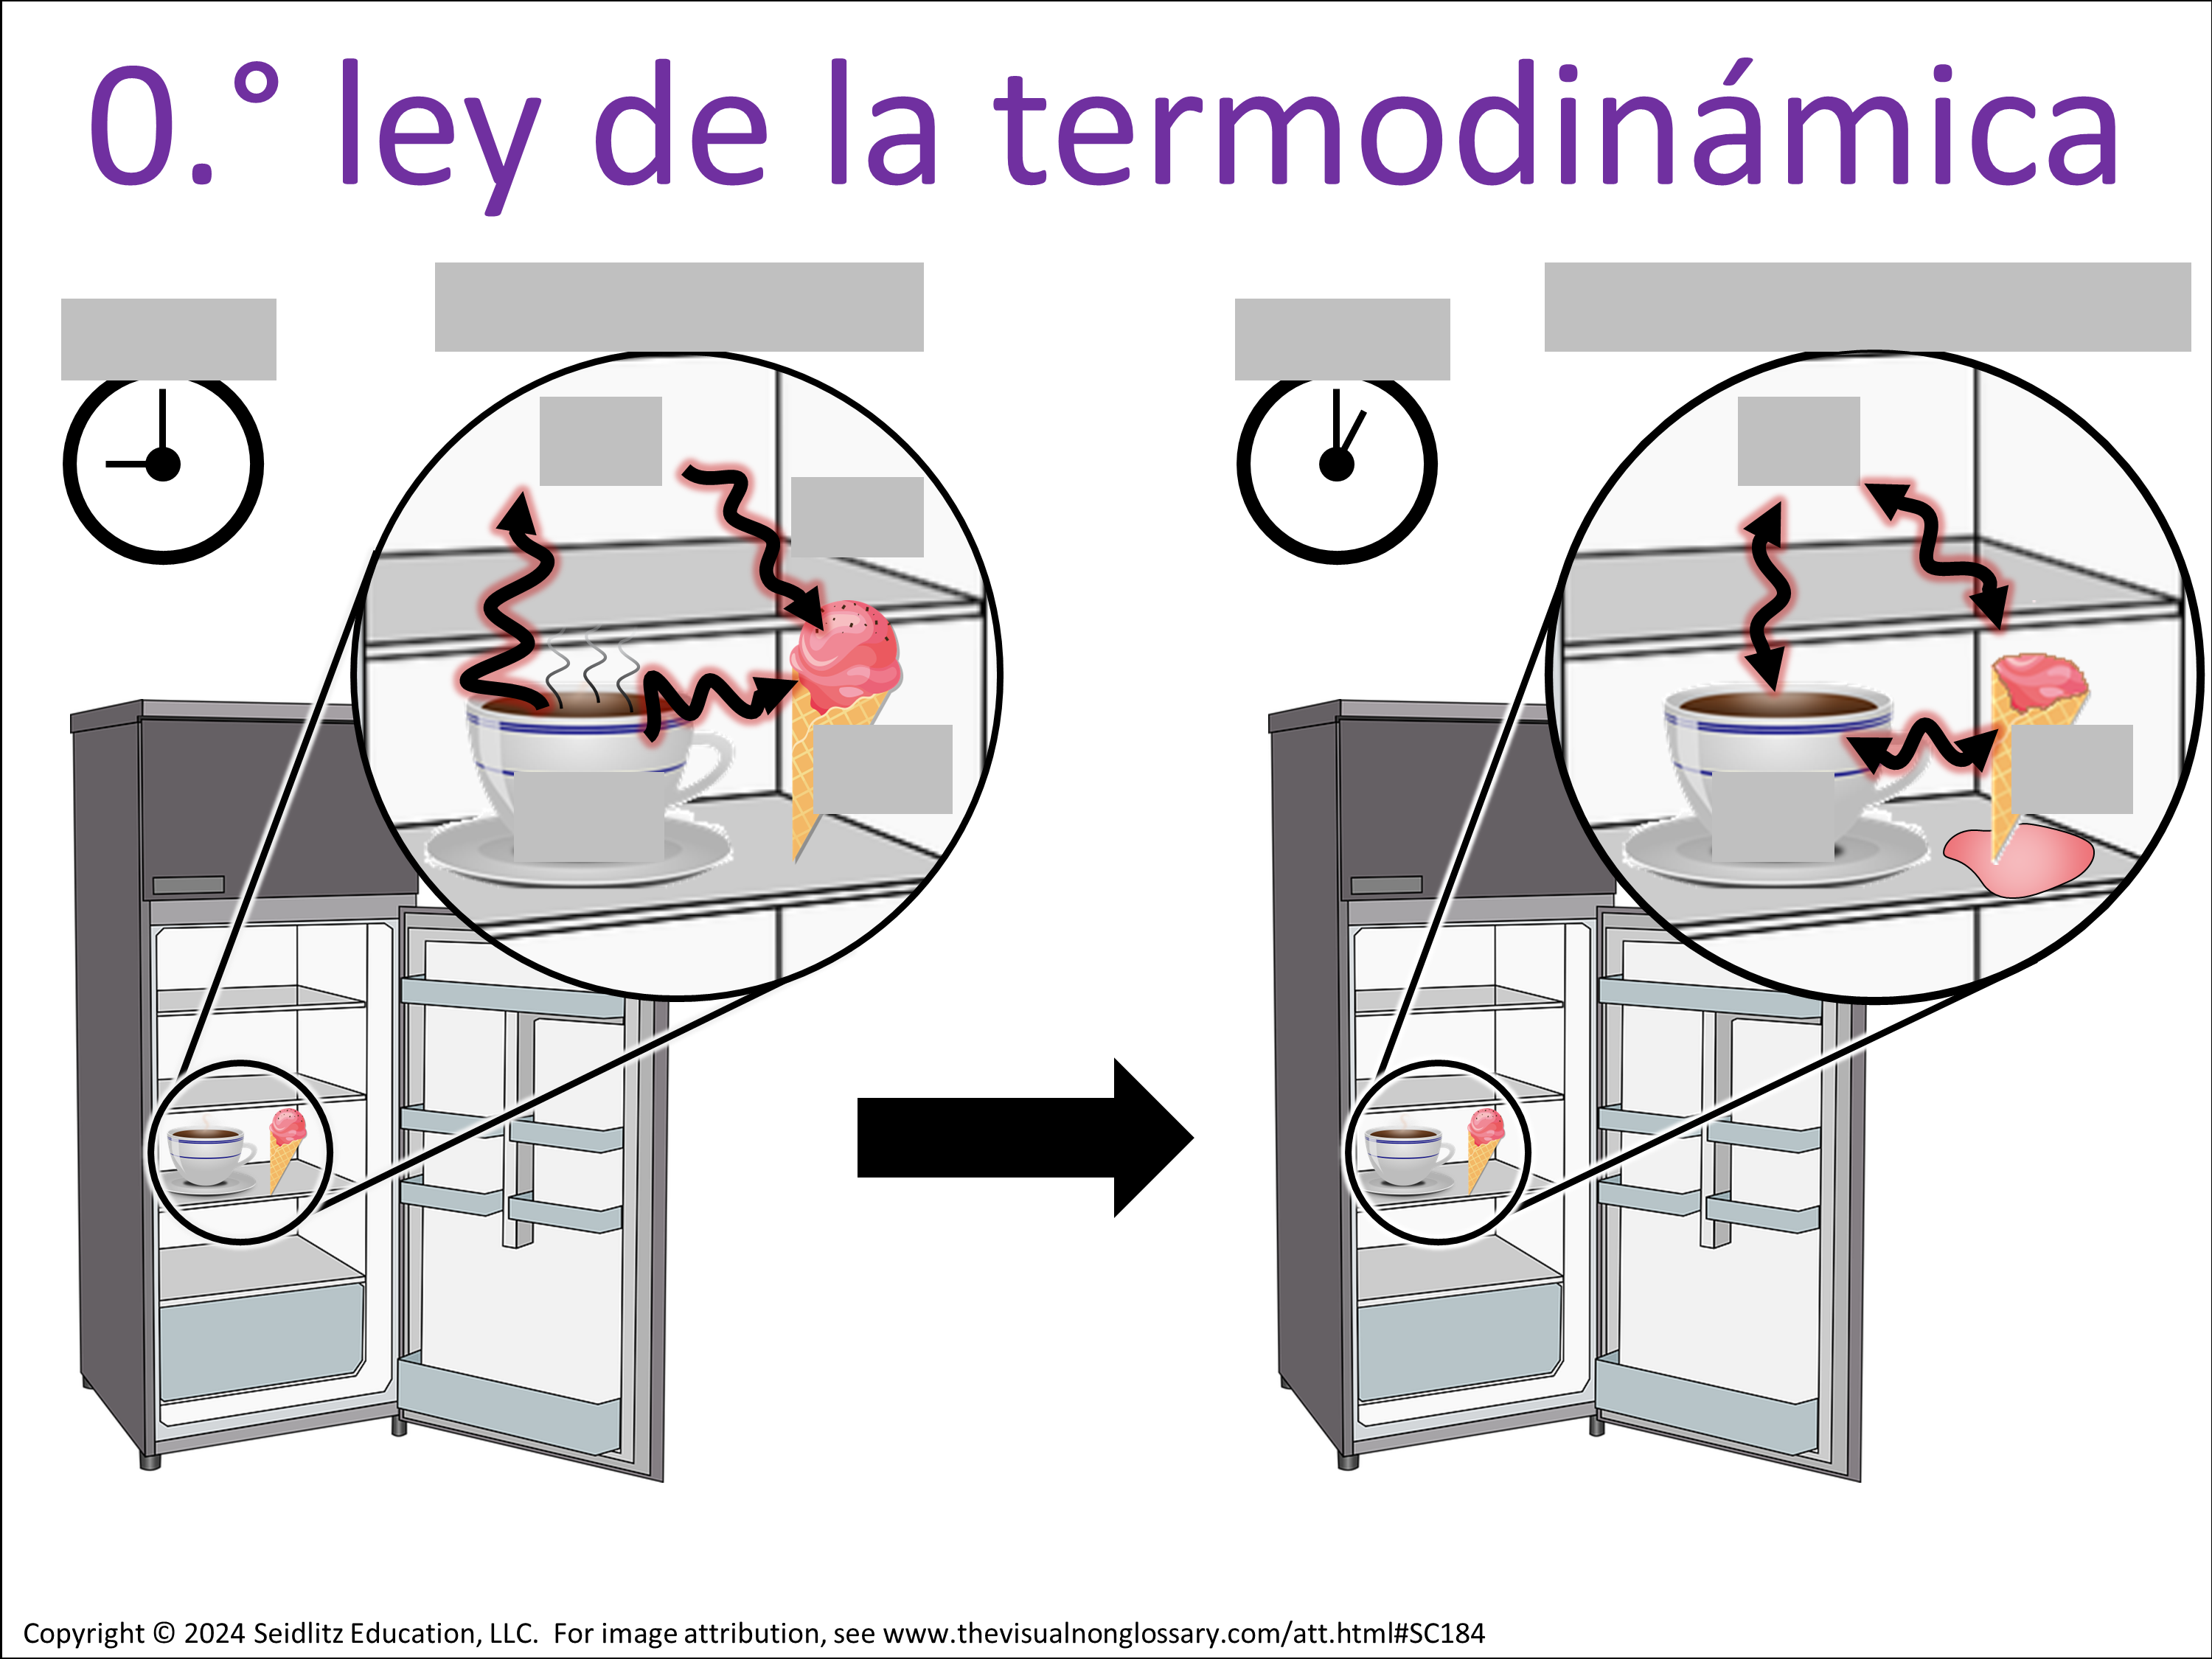 0.° ley de la termodinámica
Copyright © 2024 Seidlitz Education, LLC.  For image attribution, see www.thevisualnonglossary.com/att.html#SC184